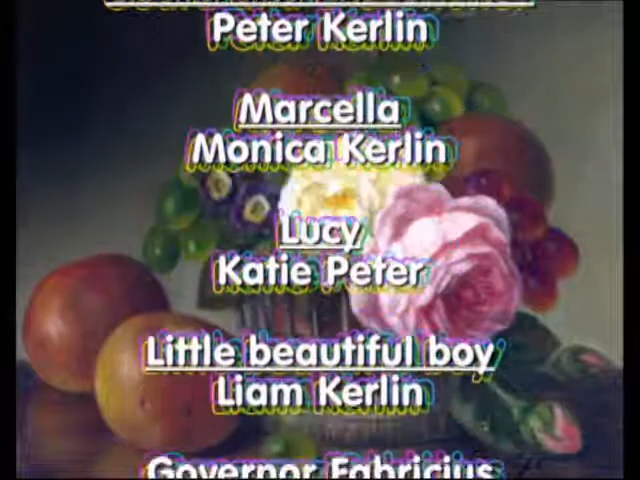 Peter Kerlin
Marcella
Monica Kerlin
Lucy
Katie Peter
Little beautiful boy
Liam Kerlin
Governor Fabricius